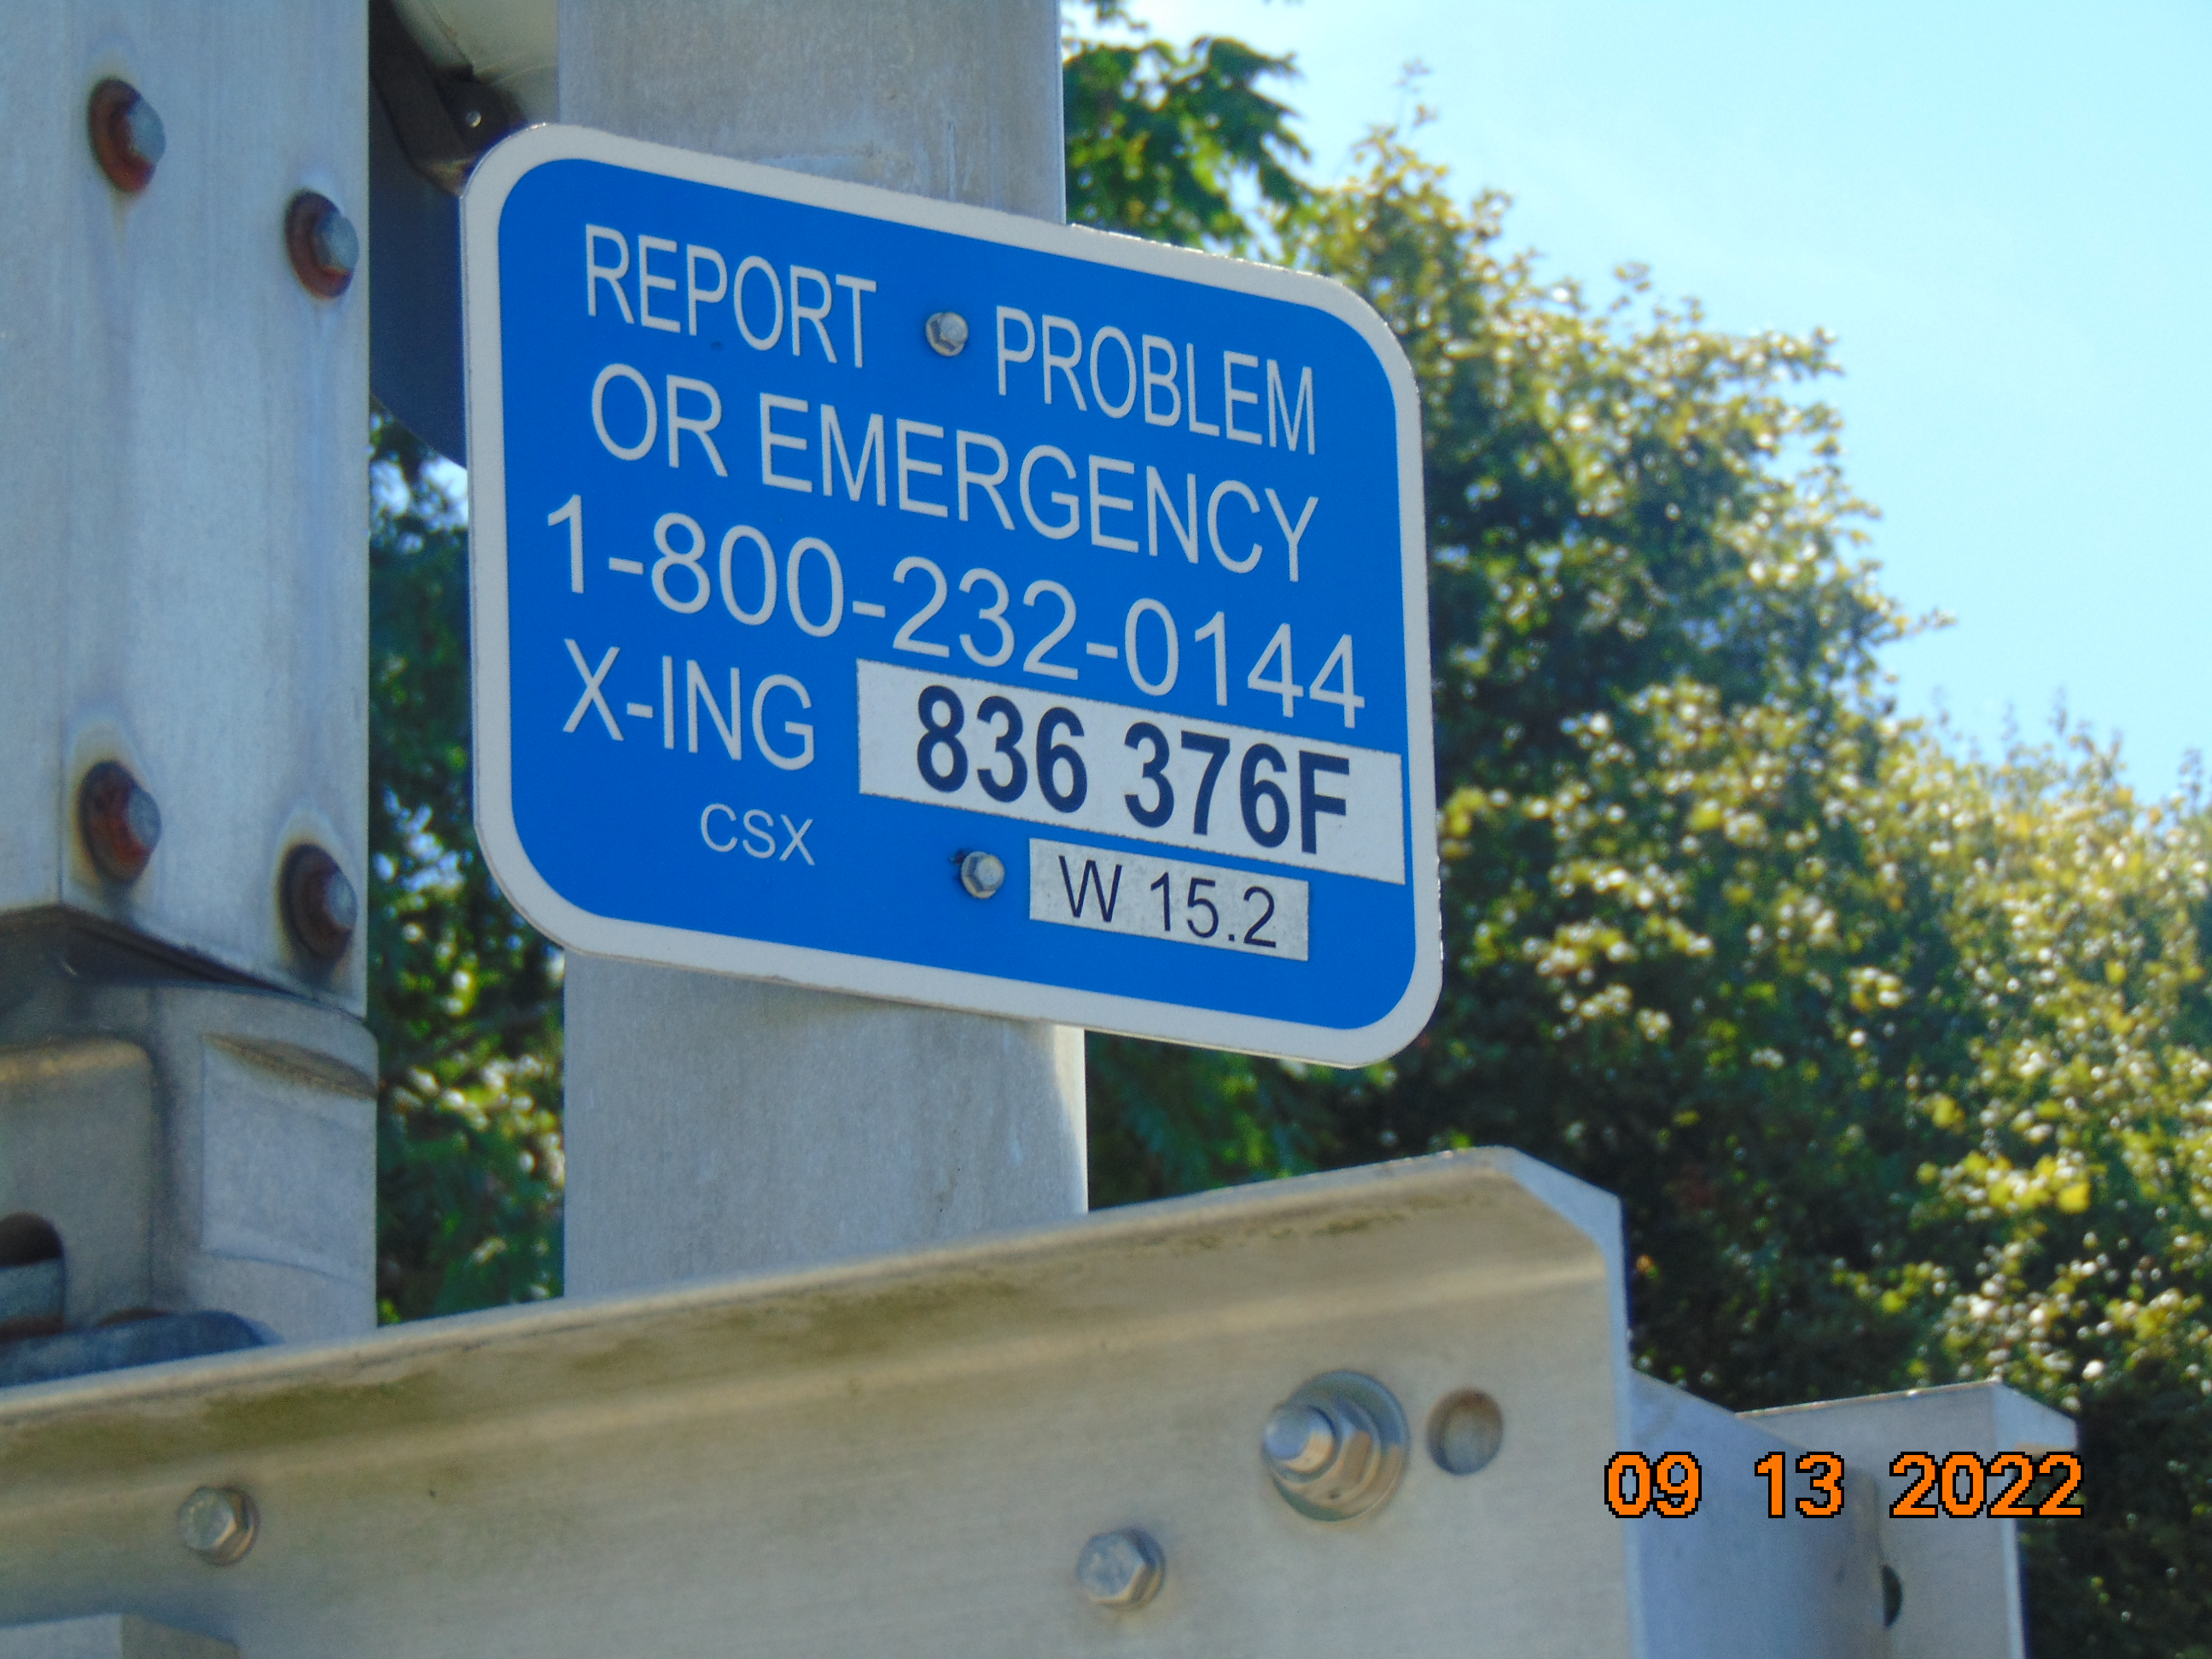 REPORT PROBLEM
OR EMERGENCY
1-800-232-0144
X-ING 836 376F
CSX W 15.2
09 13 2022